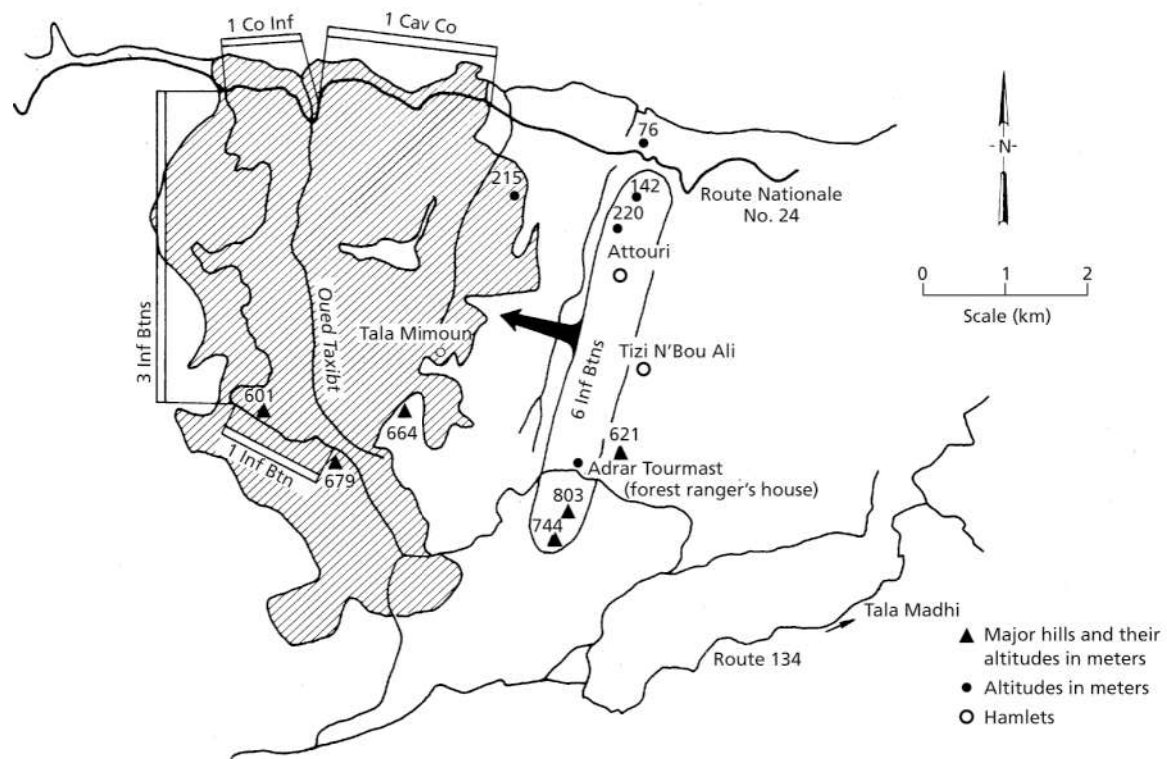 1 Co Inf
1 Cav Co
76
-N-
215
142
Route Nationale
No. 24
220
Attouri
0 1 2
Scale (km)
3 Inf Btns
Oued Taxibt
Tala Mimoun
6 Inf Btns
Tizi N'Bou Ali
601
664
621
1 Inf Btn
679
Adrar Tourmast
(forest ranger's house)
803
744
Tala Madhi
Route 134
Major hills and their
altitudes in meters
Altitudes in meters
Hamlets